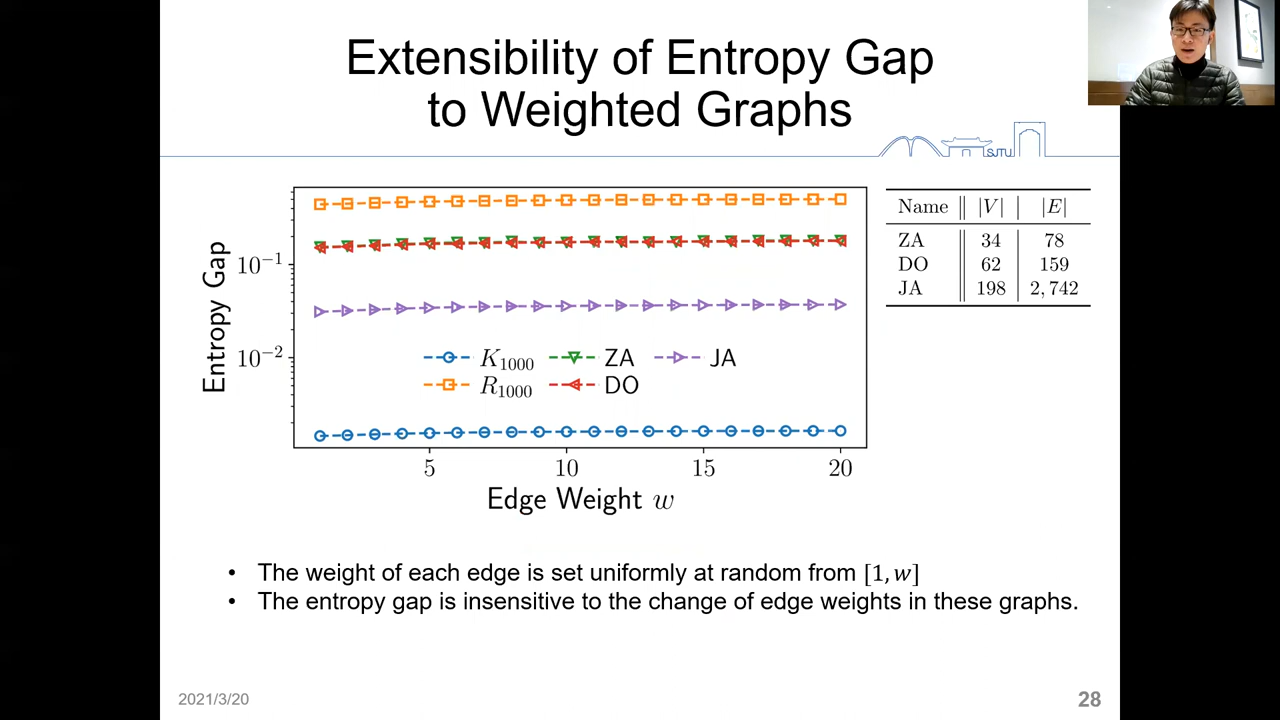 Extensibility of Entropy Gap
to Weighted Graphs
SJTU
Entropy Gap
10⁻¹
10⁻²
K₁₀₀₀ ZA JA
R₁₀₀₀ DO
5 10 15 20
Edge Weight w
Name |V| |E|
ZA 34 78
DO 62 159
JA 198 2,742
• The weight of each edge is set uniformly at random from [1, w]
• The entropy gap is insensitive to the change of edge weights in these graphs.
2021/3/20
28